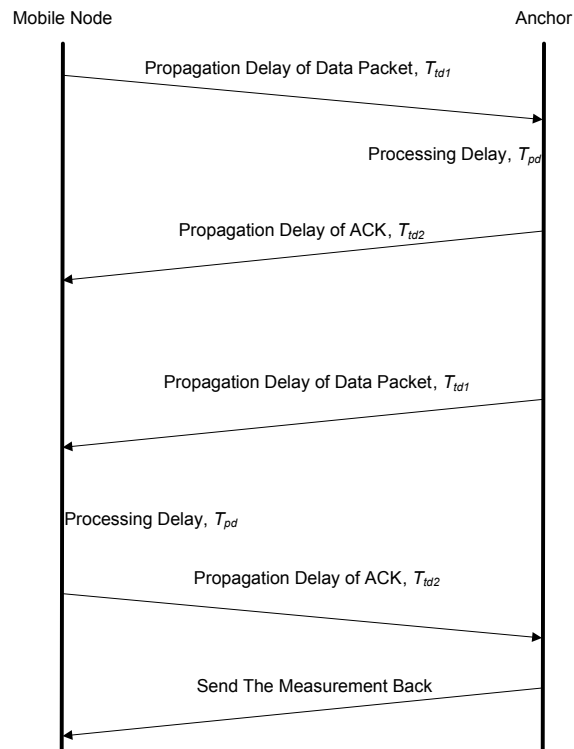 Mobile Node
Anchor
Propagation Delay of Data Packet, Ttd1
Processing Delay, Tpd
Propagation Delay of ACK, Ttd2
Propagation Delay of Data Packet, Ttd1
Processing Delay, Tpd
Propagation Delay of ACK, Ttd2
Send The Measurement Back